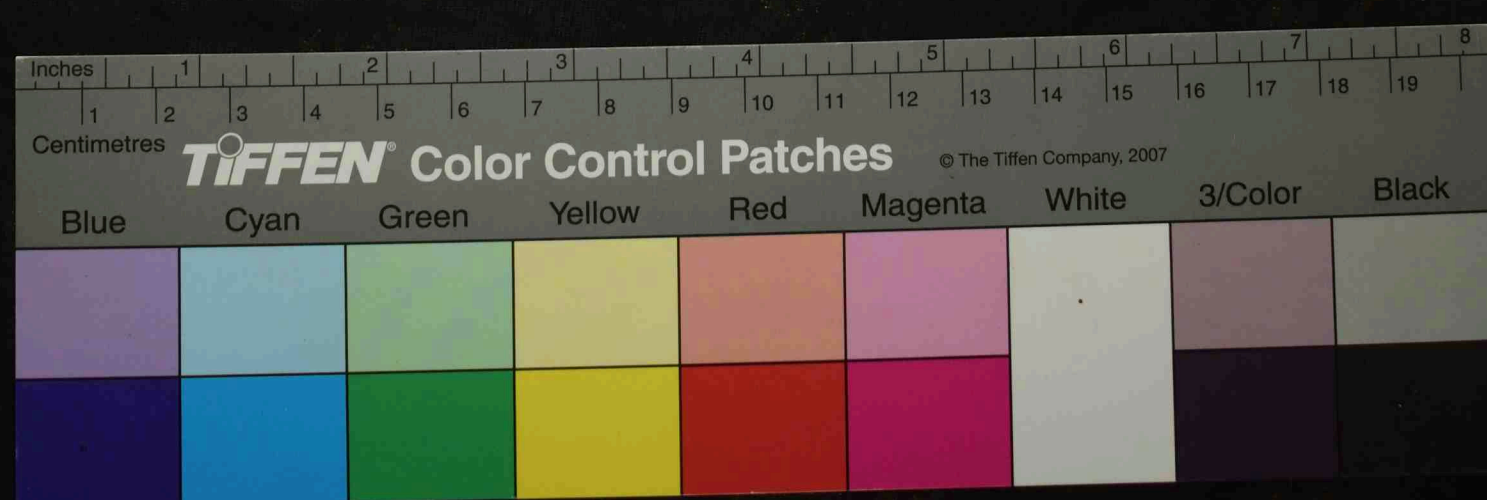 Inches 1 2 3 4 5 6 7 8
1 2 3 4 5 6 7 8 9 10 11 12 13 14 15 16 17 18 19
Centimetres
TIFFEN® Color Control Patches © The Tiffen Company, 2007
Blue Cyan Green Yellow Red Magenta White 3/Color Black